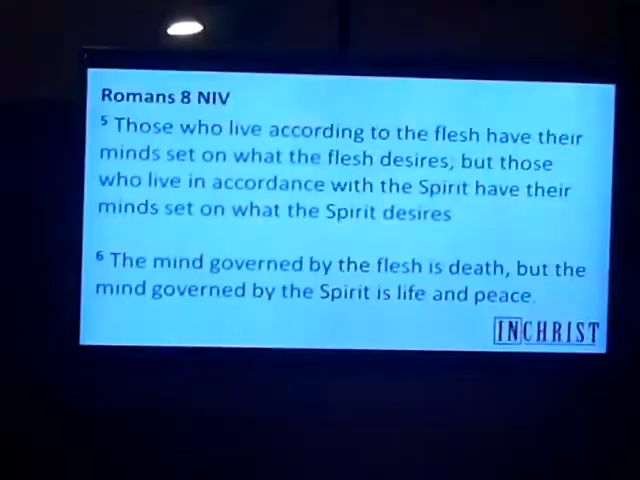 Romans 8 NIV
5 Those who live according to the flesh have their
minds set on what the flesh desires; but those
who live in accordance with the Spirit have their
minds set on what the Spirit desires
6 The mind governed by the flesh is death, but the
mind governed by the Spirit is life and peace.
INCHRIST